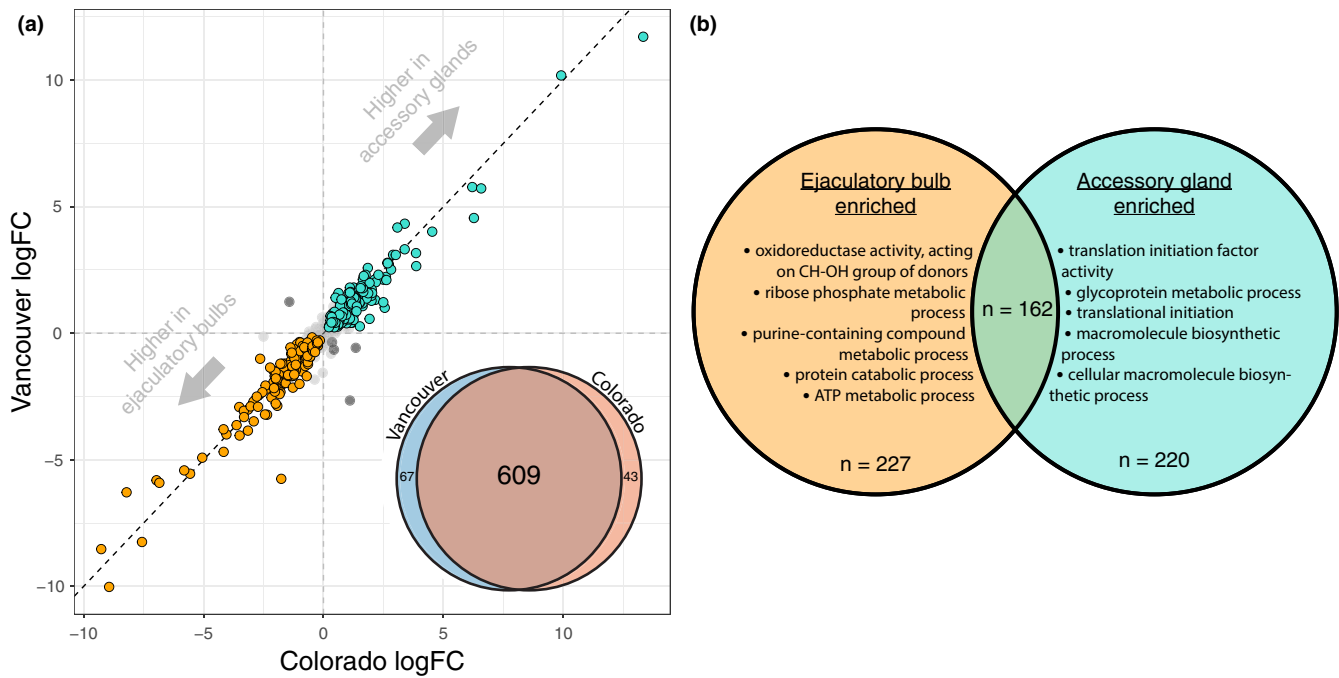 (a)
Vancouver logFC
10
5
0
−5
−10
−10
−5
0
5
10
Colorado logFC
Higher in
accessory glands
Higher in
ejaculatory bulbs
Vancouver
Colorado
67
609
43
(b)
Ejaculatory bulb
enriched
• oxidoreductase activity, acting
on CH-OH group of donors
• ribose phosphate metabolic
process
• purine-containing compound
metabolic process
• protein catabolic process
• ATP metabolic process
n = 227
n = 162
Accessory gland
enriched
• translation initiation factor
activity
• glycoprotein metabolic process
• translational initiation
• macromolecule biosynthetic
process
• cellular macromolecule biosyn-
thetic process
n = 220